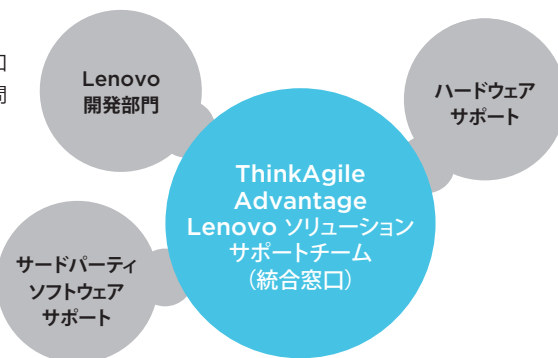 Lenovo
開発部門
ハードウェア
サポート
ThinkAgile
Advantage
Lenovo ソリューション
サポートチーム
（統合窓口）
サードパーティ
ソフトウェア
サポート